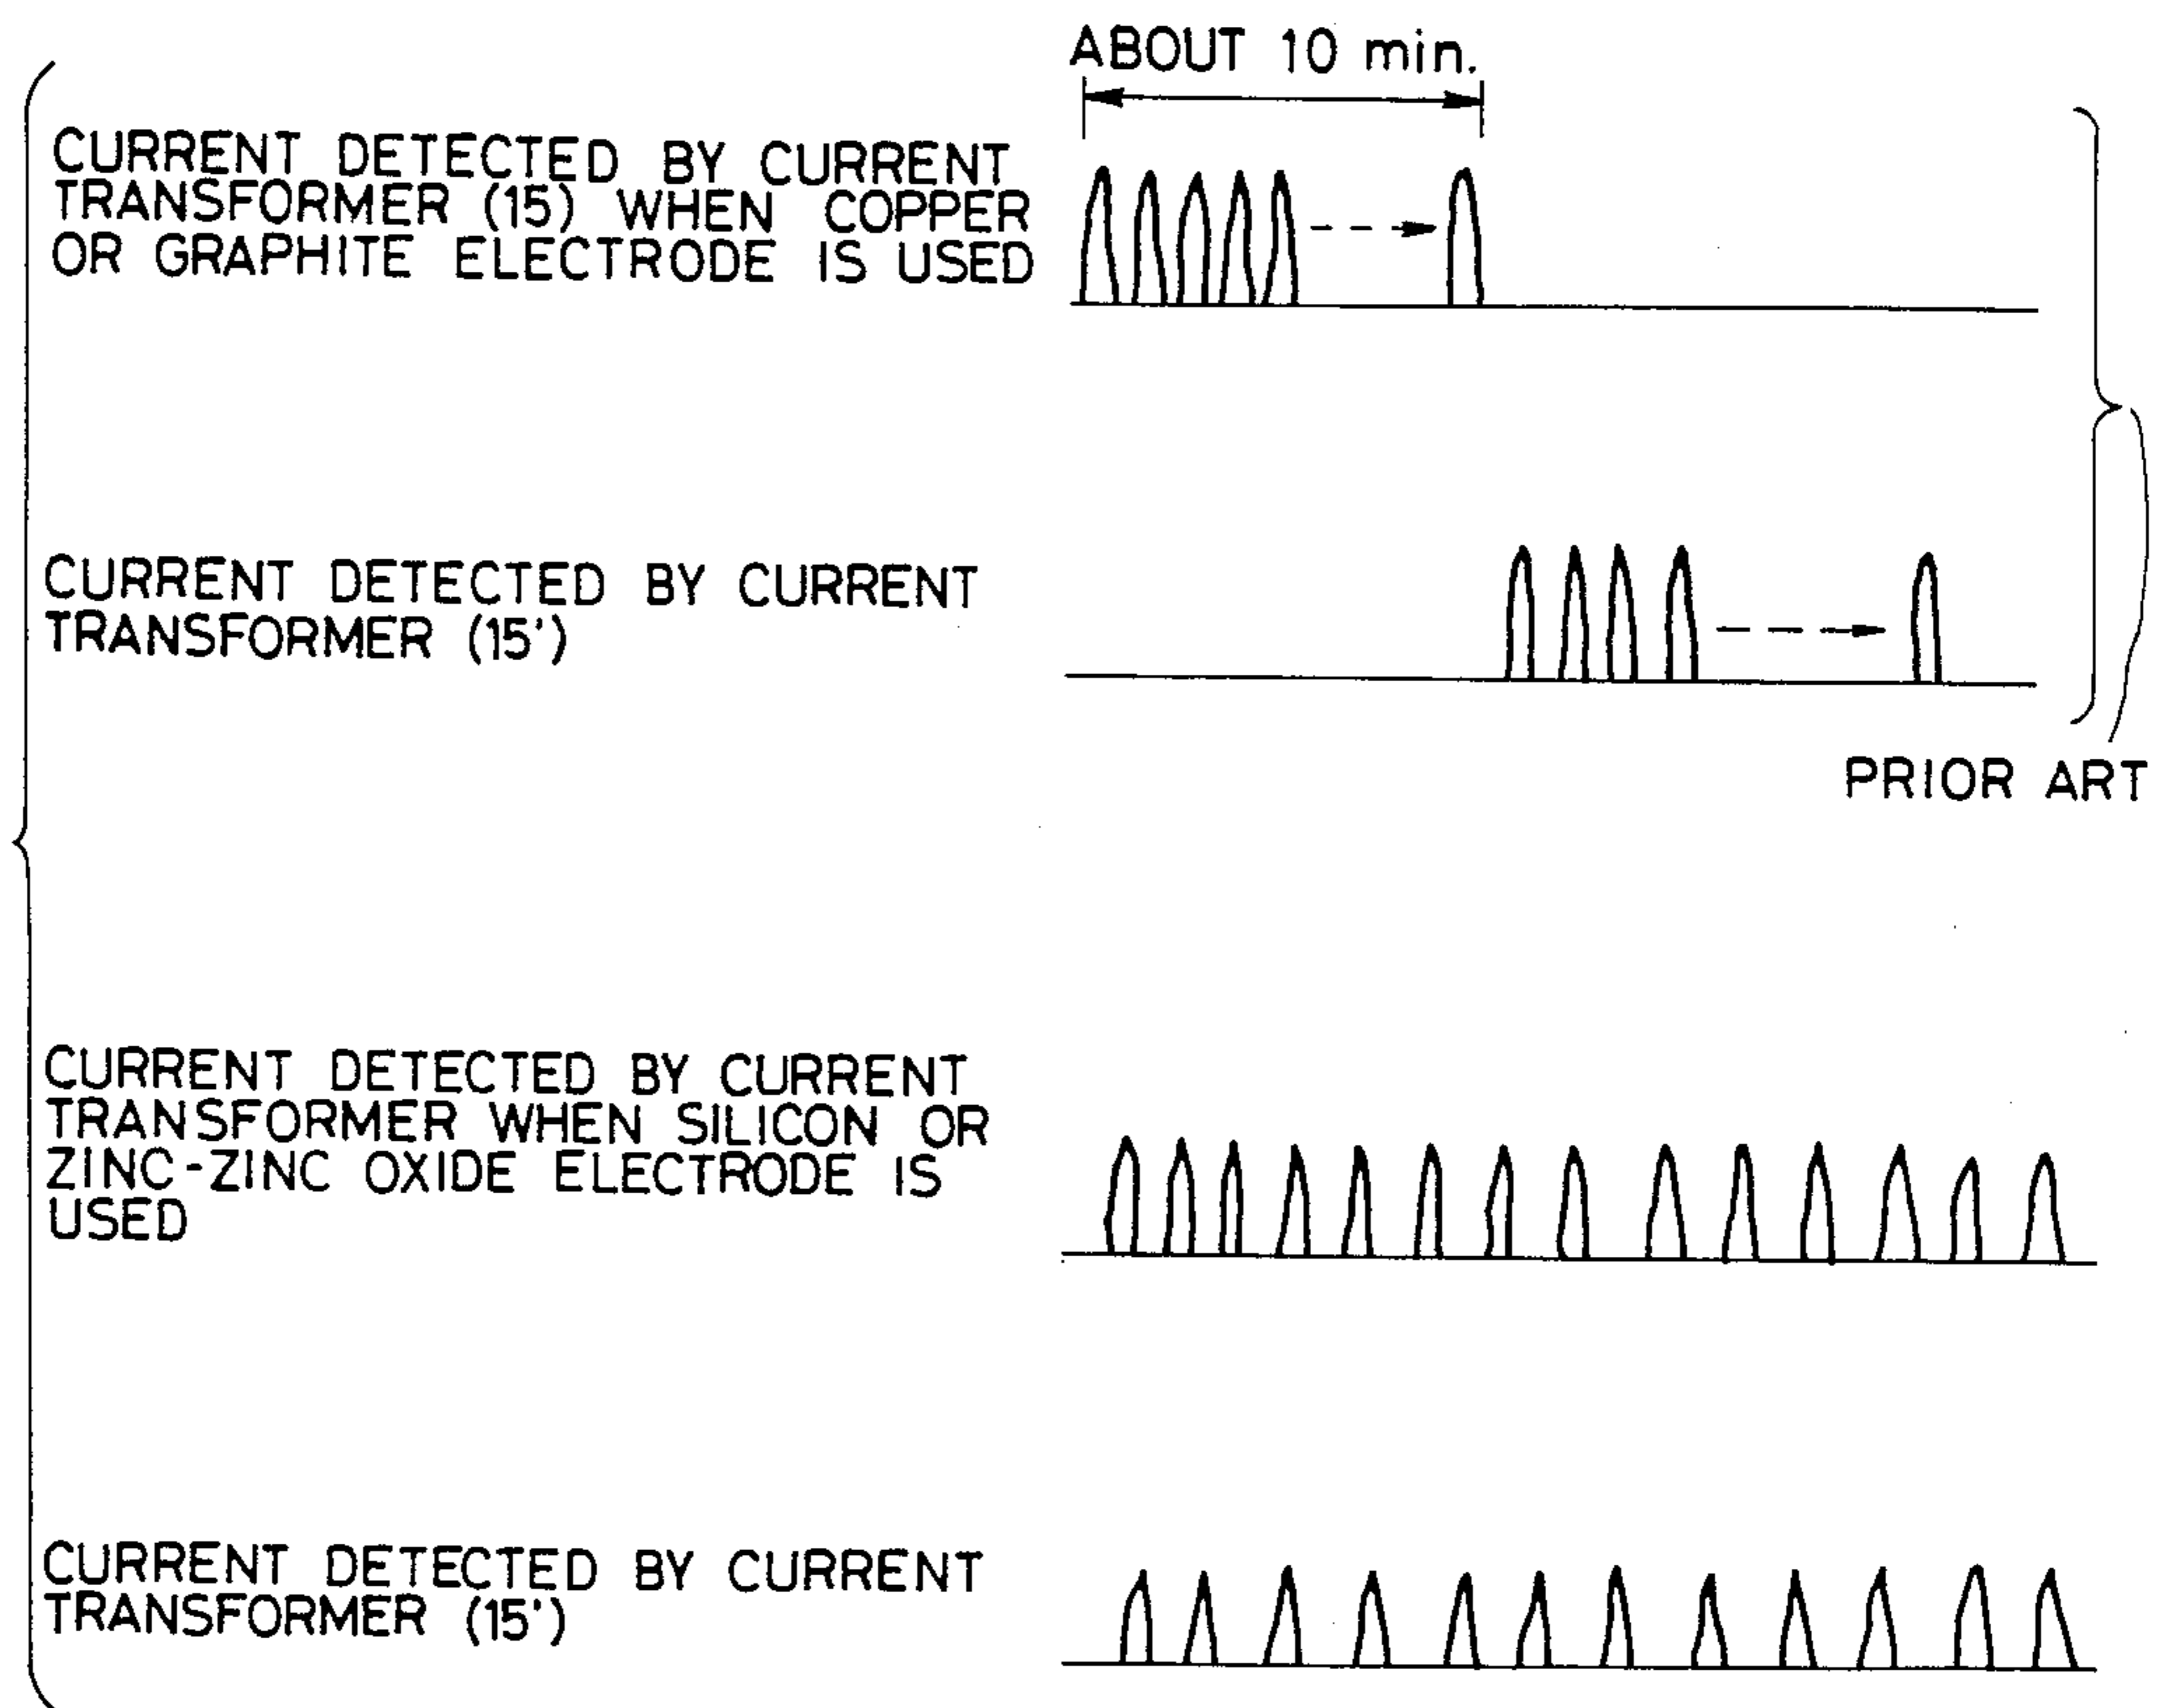 ABOUT 10 min.
CURRENT DETECTED BY CURRENT
TRANSFORMER (15) WHEN COPPER
OR GRAPHITE ELECTRODE IS USED
CURRENT DETECTED BY CURRENT
TRANSFORMER (15')
PRIOR ART
CURRENT DETECTED BY CURRENT
TRANSFORMER WHEN SILICON OR
ZINC-ZINC OXIDE ELECTRODE IS
USED
CURRENT DETECTED BY CURRENT
TRANSFORMER (15')